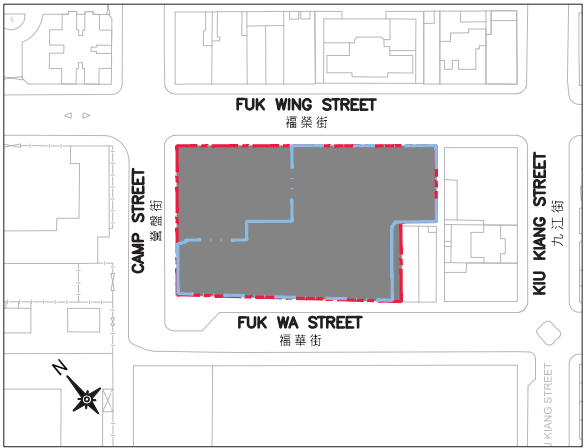 FUK WING STREET
福榮街
CAMP STREET
營盤街
KIU KIANG STREET
九江街
FUK WA STREET
福華街
N
U KIANG STREET